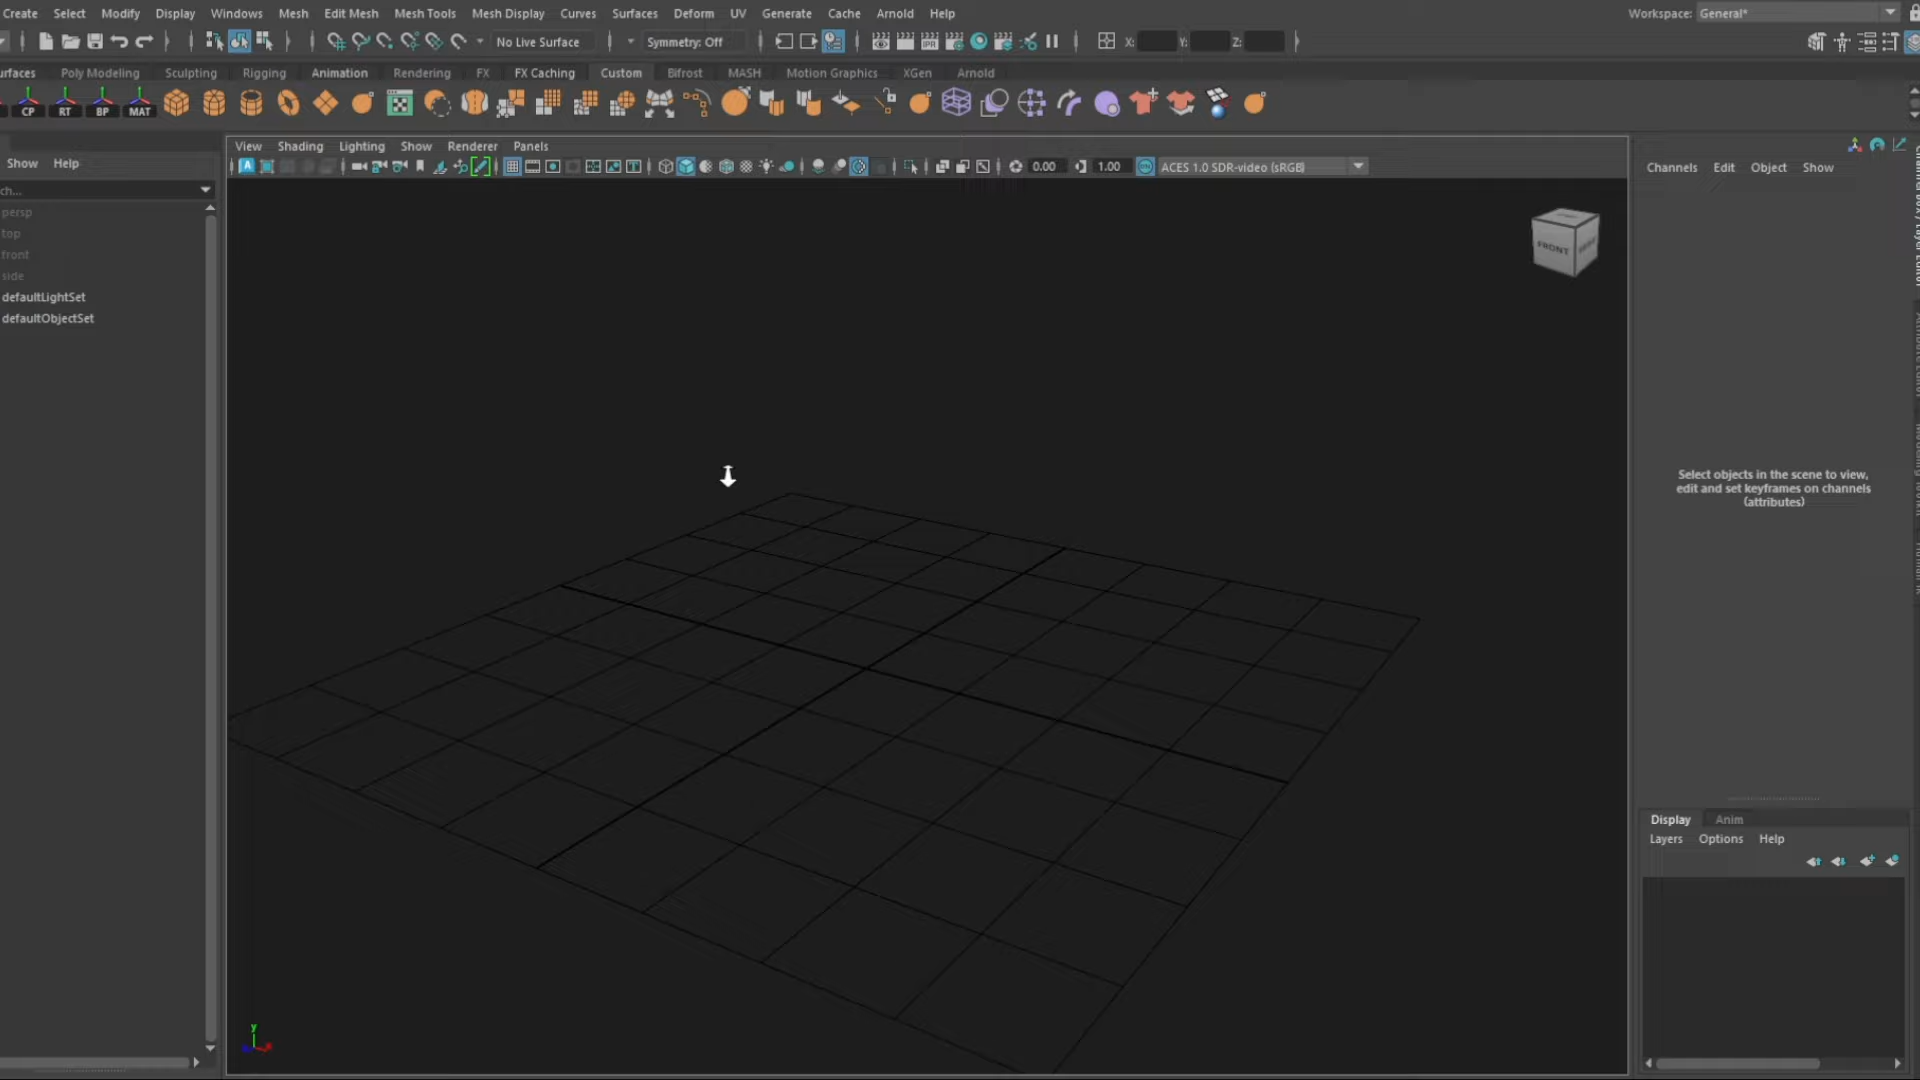 Create Select Modify Display Windows Mesh Edit Mesh Mesh Tools Mesh Display Curves Surfaces Deform UV Generate Cache Arnold Help Workspace: General*
No Live Surface Symmetry: Off IPR X: Y: Z:
urfaces Poly Modeling Sculpting Rigging Animation Rendering FX FX Caching Custom Bifrost MASH Motion Graphics XGen Arnold
CP RT BP MAT
Show Help
ch...
persp
top
front
side
defaultLightSet
defaultObjectSet
View Shading Lighting Show Renderer Panels
0.00 1.00 ACES 1.0 SDR-video (sRGB)
FRONT
y
Channels Edit Object Show
Select objects in the scene to view,
edit and set keyframes on channels
(attributes)
Display Anim
Layers Options Help